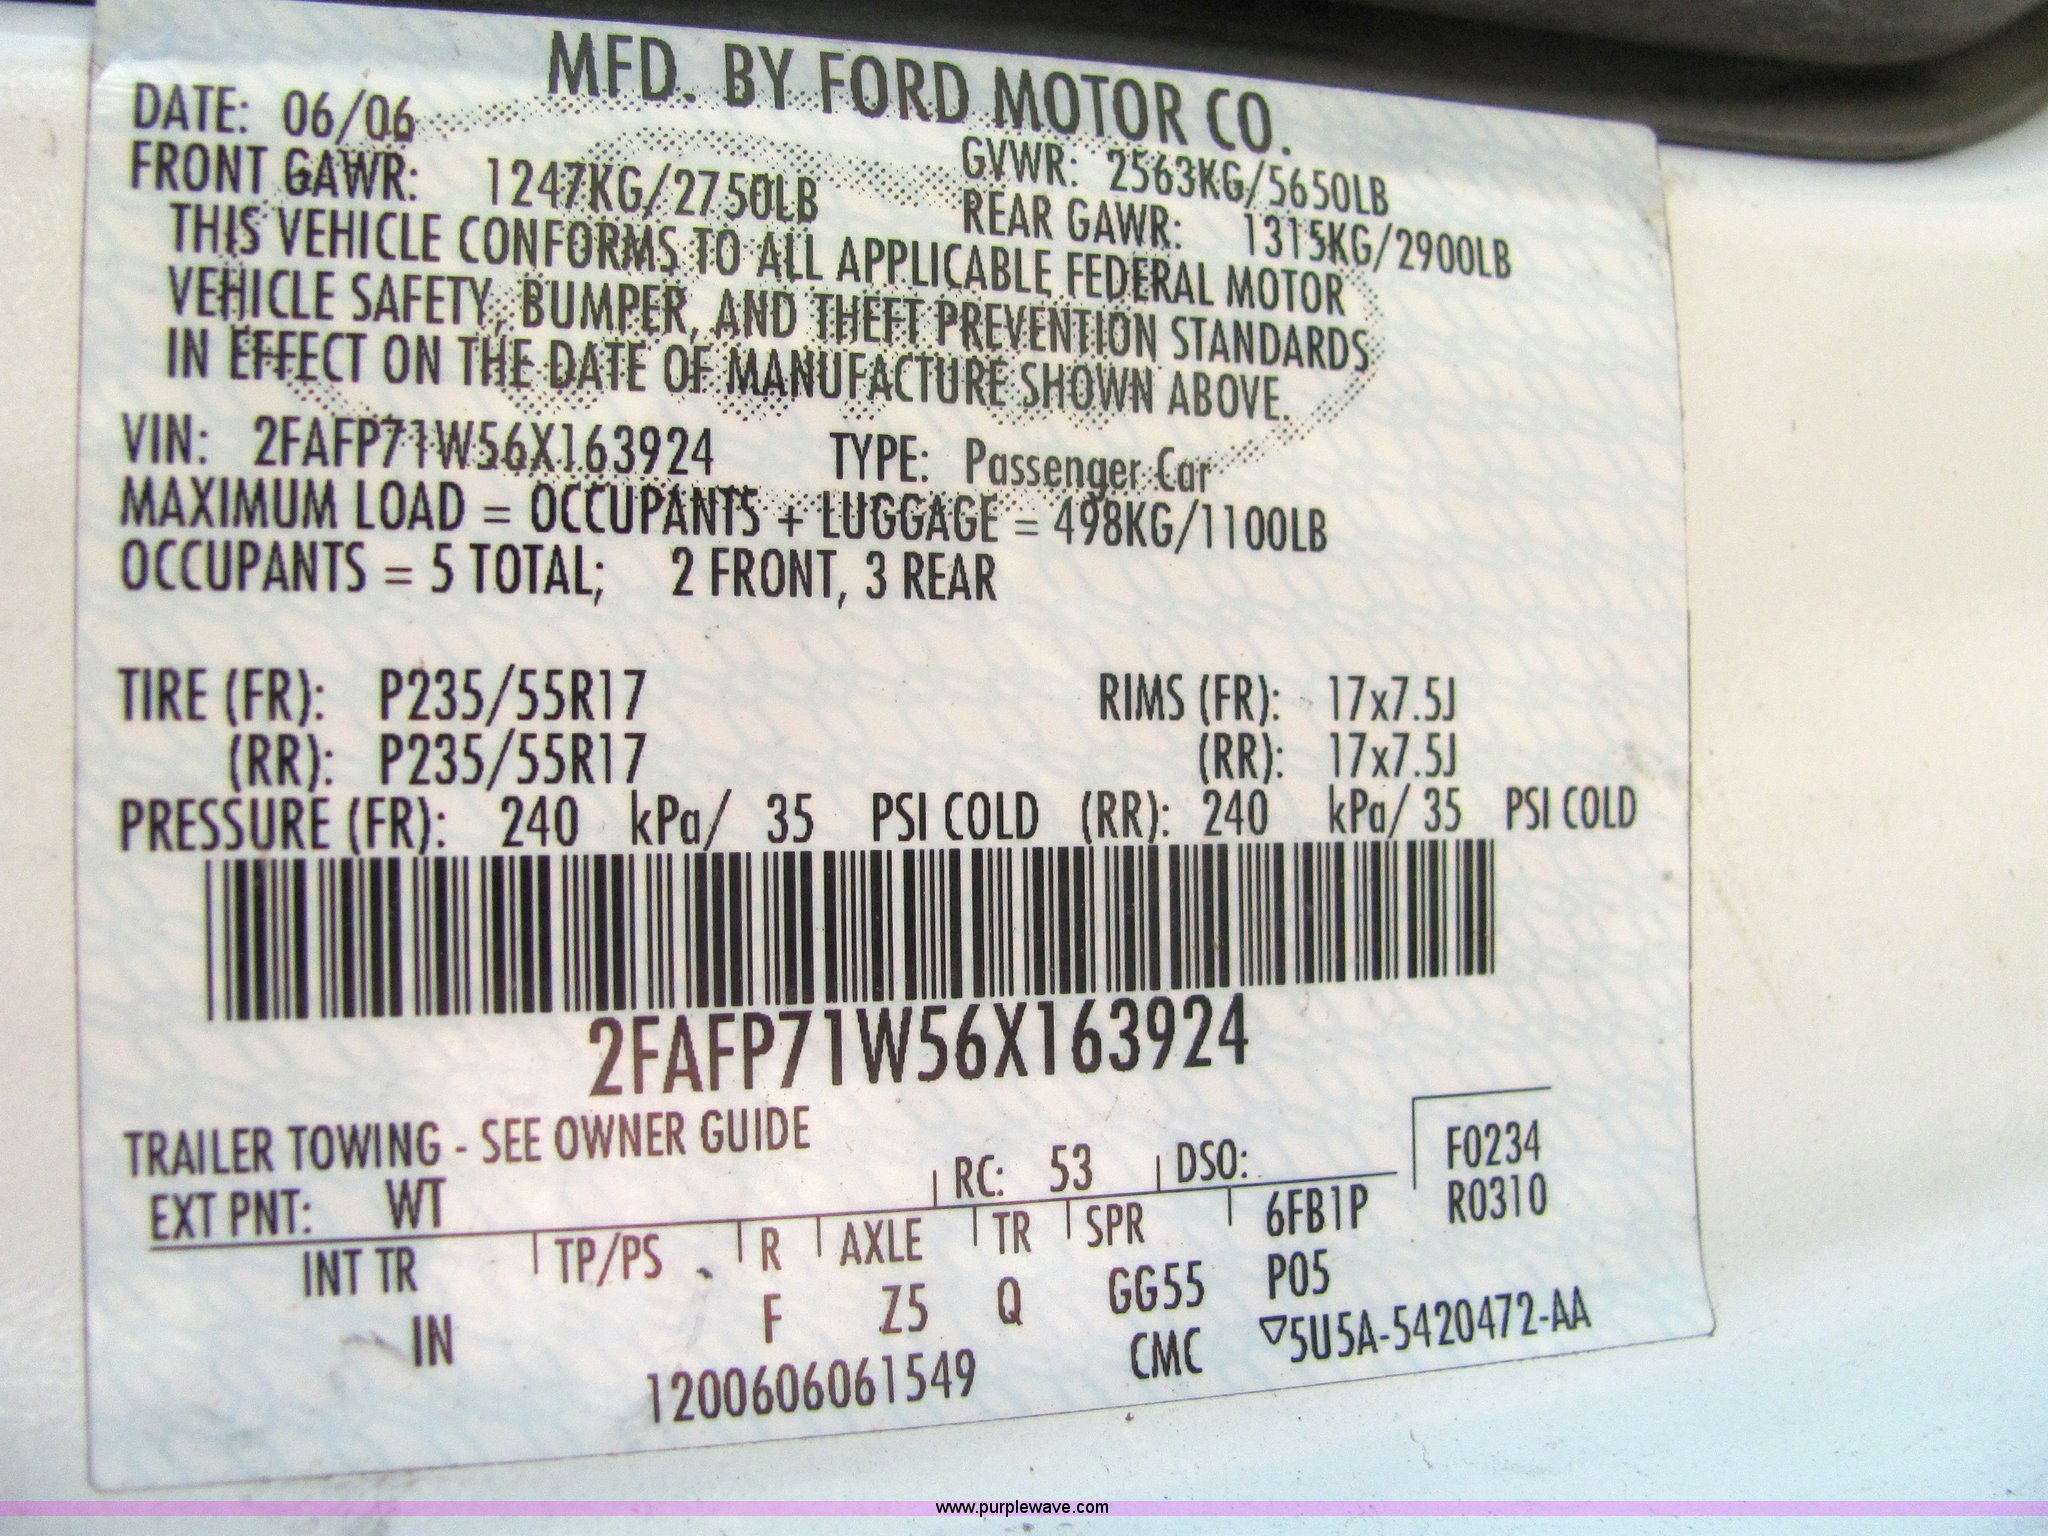 MFD. BY FORD MOTOR CO.
DATE: 06/06
GVWR: 2563KG/5650LB
FRONT GAWR: 1247KG/2750LB REAR GAWR: 1315KG/2900LB
THIS VEHICLE CONFORMS TO ALL APPLICABLE FEDERAL MOTOR
VEHICLE SAFETY, BUMPER, AND THEFT PREVENTION STANDARDS
IN EFFECT ON THE DATE OF MANUFACTURE SHOWN ABOVE.
VIN: 2FAFP71W56X163924 TYPE: Passenger Car
MAXIMUM LOAD = OCCUPANTS + LUGGAGE = 498KG/1100LB
OCCUPANTS = 5 TOTAL; 2 FRONT, 3 REAR
TIRE (FR): P235/55R17 RIMS (FR): 17x7.5J
(RR): P235/55R17 (RR): 17x7.5J
PRESSURE (FR): 240 kPa/ 35 PSI COLD (RR): 240 kPa/ 35 PSI COLD
2FAFP71W56X163924
TRAILER TOWING - SEE OWNER GUIDE
F0234
EXT PNT: WT RC: 53 DSO:
R0310
INT TR TP/PS R AXLE TR SPR 6FB1P
IN F Z5 Q GG55 P05
1200606061549 CMC ▽5U5A-5420472-AA
www.purplewave.com